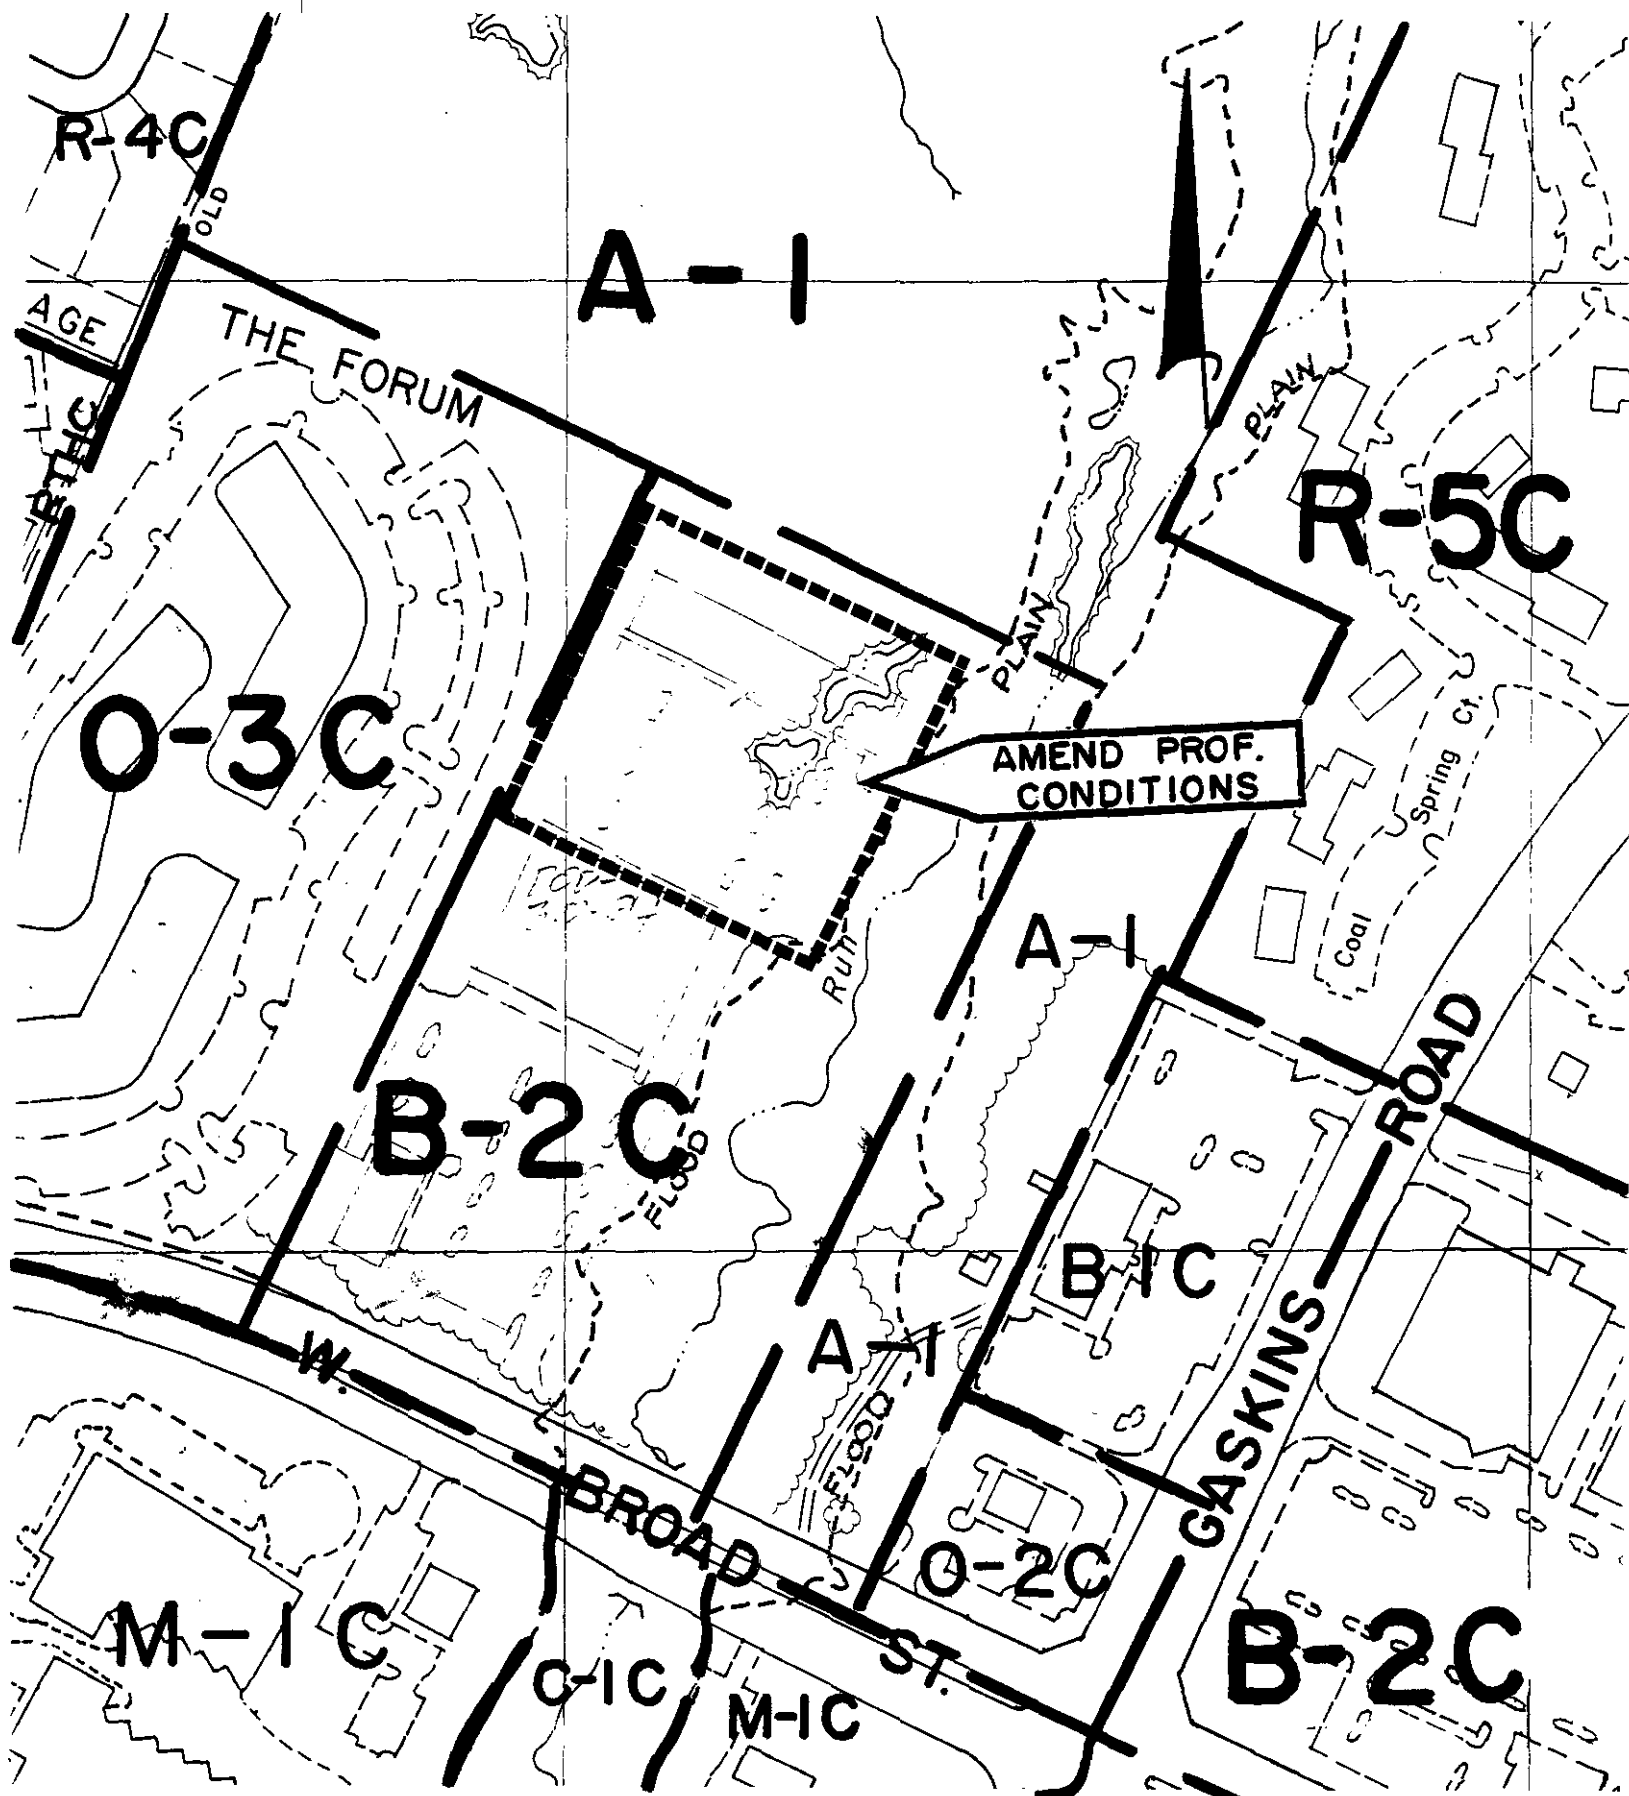 R-4C
OLD
A-1
AGE
THE FORUM
RTHC
PLAIN
R-5C
PLAIN
O-3C
AMEND PROF.
CONDITIONS
Spring Ct.
Coal
A-1
Run
ROAD
B-2C
FLOOD
B-1C
A-1
GASKINS
W.
FLOOD
BROAD
O-2C
ST.
M-1C
C-1C
M-1C
B-2C